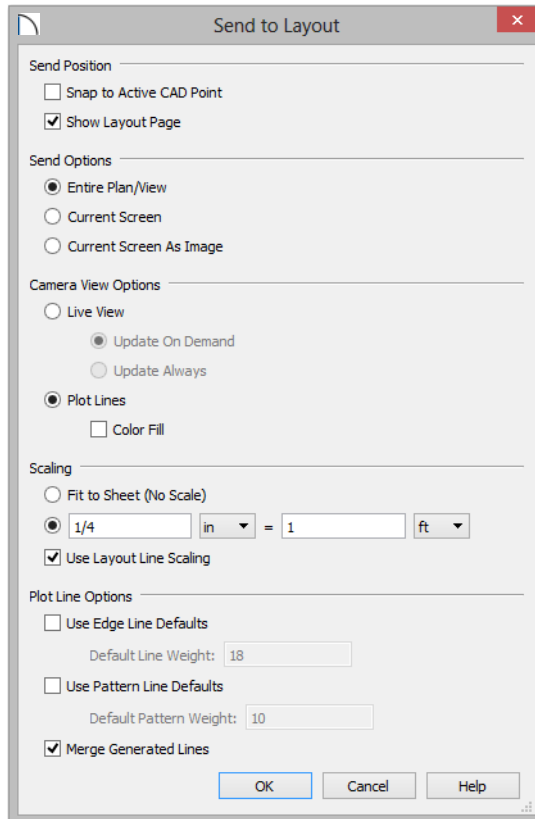 Send to Layout
Send Position
Snap to Active CAD Point
Show Layout Page
Send Options
Entire Plan/View
Current Screen
Current Screen As Image
Camera View Options
Live View
Update On Demand
Update Always
Plot Lines
Color Fill
Scaling
Fit to Sheet (No Scale)
1/4 in = 1 ft
Use Layout Line Scaling
Plot Line Options
Use Edge Line Defaults
Default Line Weight: 18
Use Pattern Line Defaults
Default Pattern Weight: 10
Merge Generated Lines
OK Cancel Help